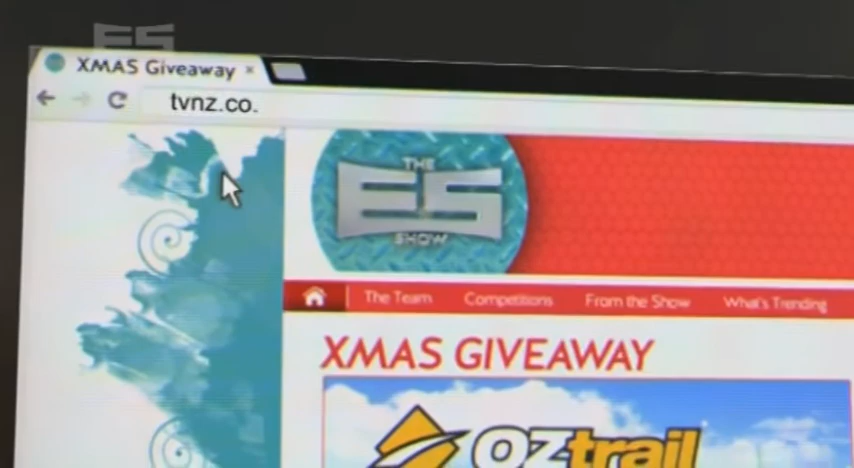 ES
XMAS Giveaway ×
tvnz.co.
THE
ES
SHOW
The Team Competitions From the Show What's Trending
XMAS GIVEAWAY
OZtrail